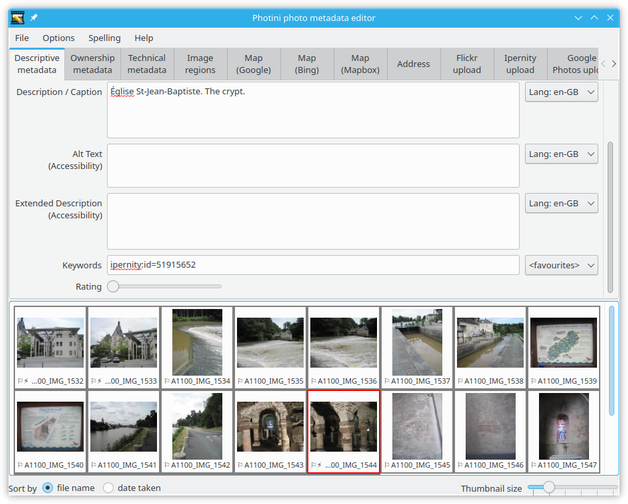 Photini photo metadata editor
File Options Spelling Help
Descriptive metadata
Ownership metadata
Technical metadata
Image regions
Map (Google)
Map (Bing)
Map (Mapbox)
Address
Flickr upload
Ipernity upload
Google Photos uplo
Description / Caption
Église St-Jean-Baptiste. The crypt.
Lang: en-GB
Alt Text (Accessibility)
Lang: en-GB
Extended Description (Accessibility)
Lang: en-GB
Keywords
ipernity:id=51915652
<favourites>
Rating
...00_IMG_1532 ...00_IMG_1533 A1100_IMG_1534 A1100_IMG_1535 A1100_IMG_1536 A1100_IMG_1537 A1100_IMG_1538 A1100_IMG_1539
A1100_IMG_1540 A1100_IMG_1541 A1100_IMG_1542 A1100_IMG_1543 ...00_IMG_1544 A1100_IMG_1545 A1100_IMG_1546 A1100_IMG_1547
Sort by file name date taken Thumbnail size